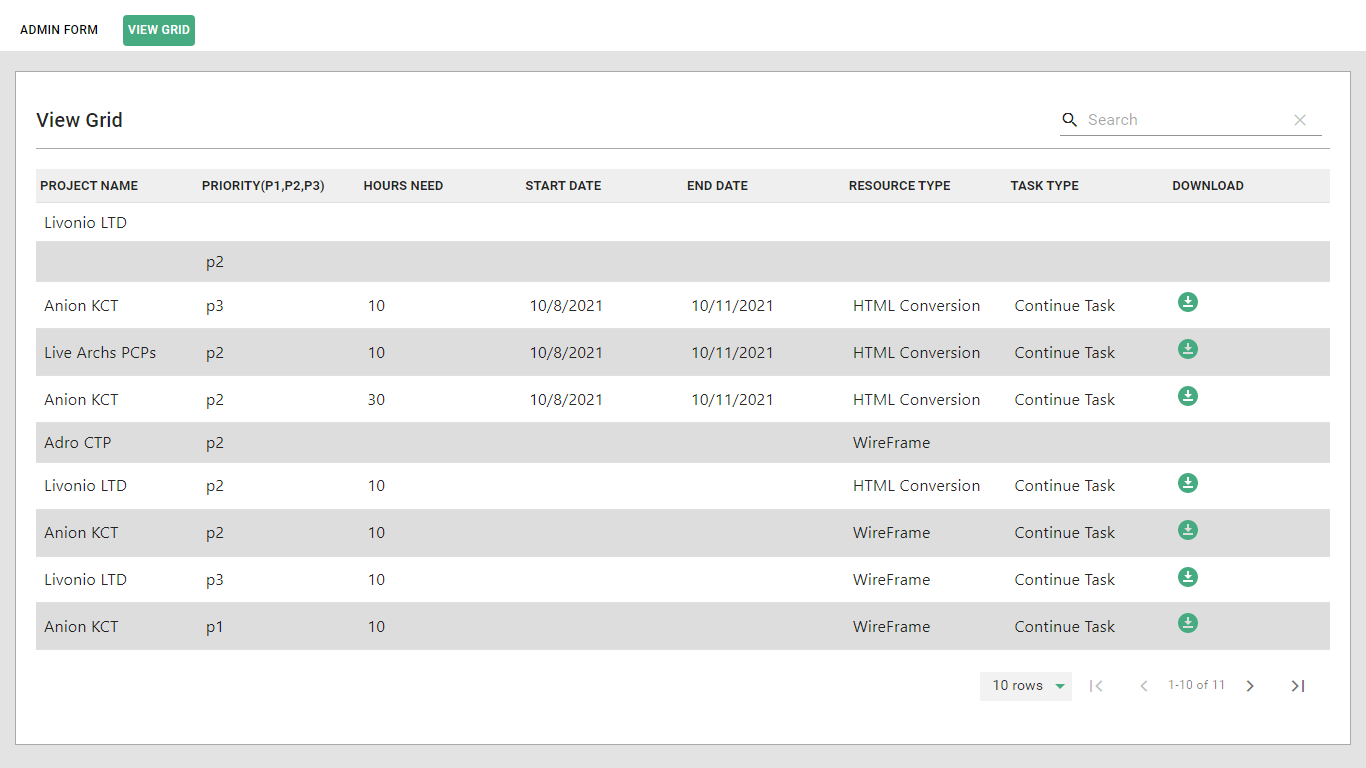 ADMIN FORM VIEW GRID
View Grid Search
PROJECT NAME PRIORITY(P1,P2,P3) HOURS NEED START DATE END DATE RESOURCE TYPE TASK TYPE DOWNLOAD
Livonio LTD
p2
Anion KCT p3 10 10/8/2021 10/11/2021 HTML Conversion Continue Task
Live Archs PCPs p2 10 10/8/2021 10/11/2021 HTML Conversion Continue Task
Anion KCT p2 30 10/8/2021 10/11/2021 HTML Conversion Continue Task
Adro CTP p2 WireFrame
Livonio LTD p2 10 HTML Conversion Continue Task
Anion KCT p2 10 WireFrame Continue Task
Livonio LTD p3 10 WireFrame Continue Task
Anion KCT p1 10 WireFrame Continue Task
10 rows 1-10 of 11